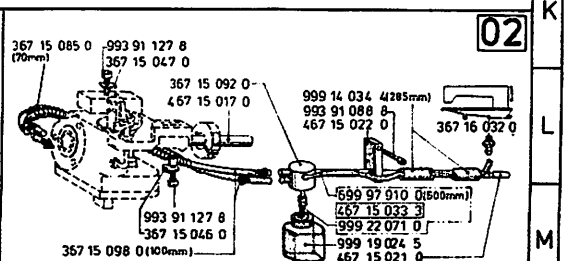 K
02
367 15 085 0
(70mm)
993 91 127 8
367 15 047 0
367 15 092 0
467 15 017 0
999 14 034 4(285mm)
993 91 088 8
467 15 022 0
367 16 032 0
L
699 97 910 0(600mm)
467 15 033 3
999 22 071 0
993 91 127 8
367 15 046 0
367 15 098 0(100mm)
999 19 024 5
467 15 021 0
M